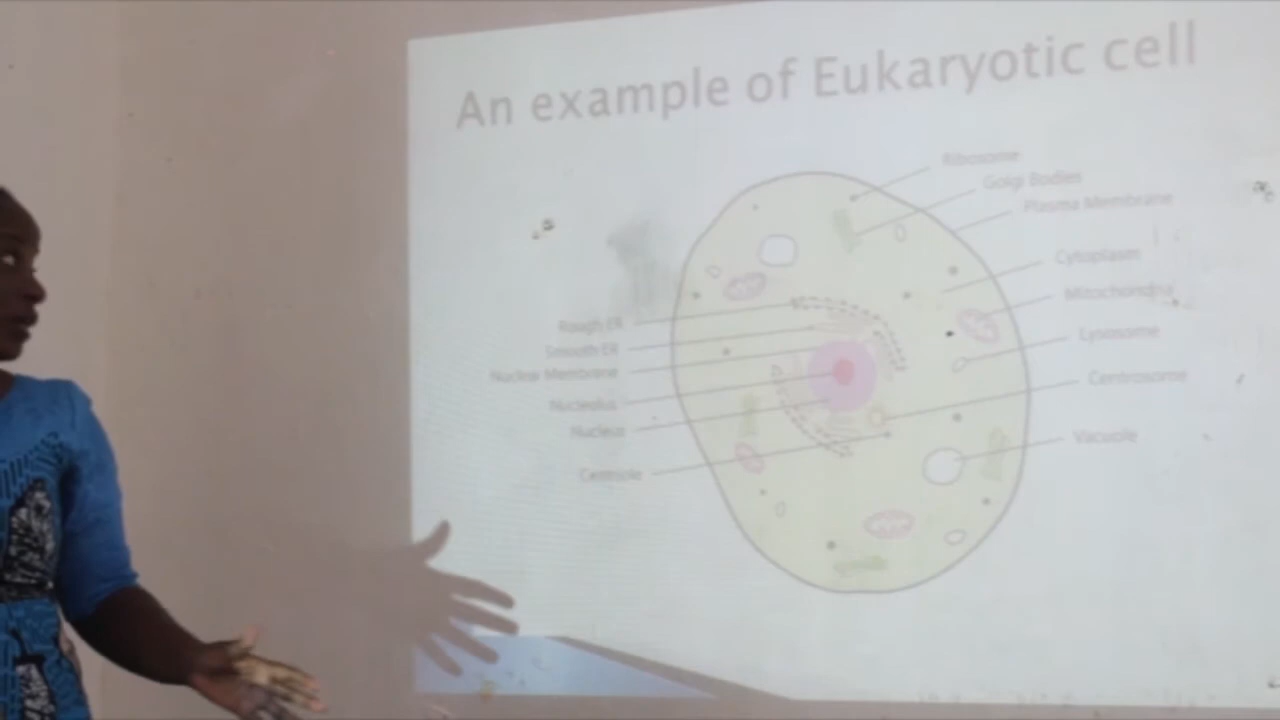 An example of Eukaryotic cell
Ribosome
Golgi Bodies
Plasma Membrane
Cytoplasm
Mitochondria
Lysosome
Centrosome
Vacuole
Rough ER
Smooth ER
Nuclear Membrane
Nucleolus
Nucleus
Centriole